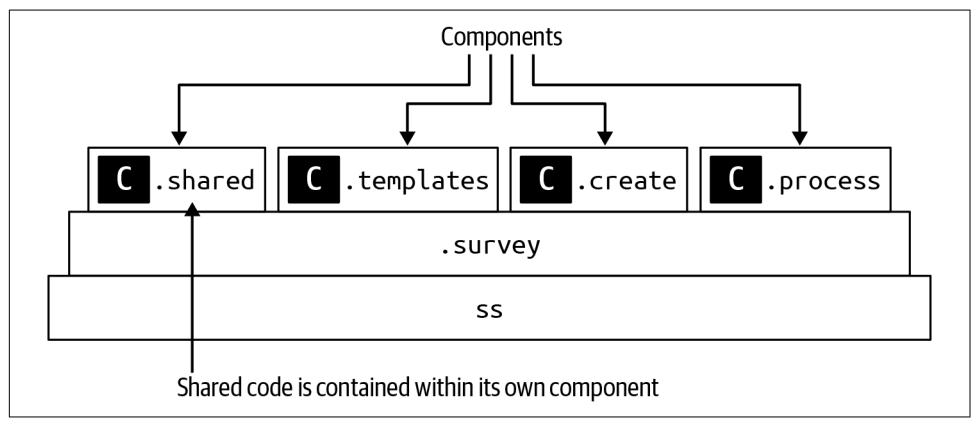 Components
C .shared
C .templates
C .create
C .process
.survey
ss
Shared code is contained within its own component